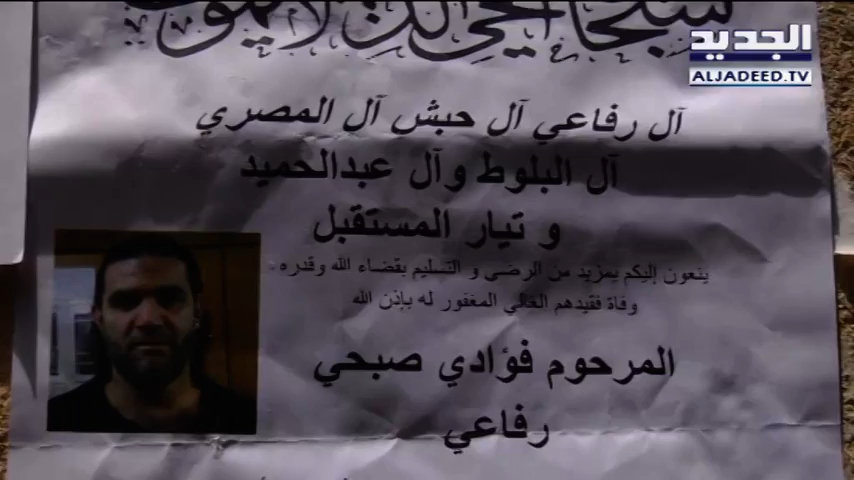 سبحان الحي الذي لا يموت
الجديد
ALJADEED.TV
آل رفاعي آل حبش آل المصري
آل البلوط وآل عبدالحميد
و تيار المستقبل
ينعون إليكم بمزيد من الرضى و التسليم بقضاء الله وقدره
وفاة فقيدهم الغالي المغفور له بإذن الله
المرحوم فؤادي صبحي
رفاعي